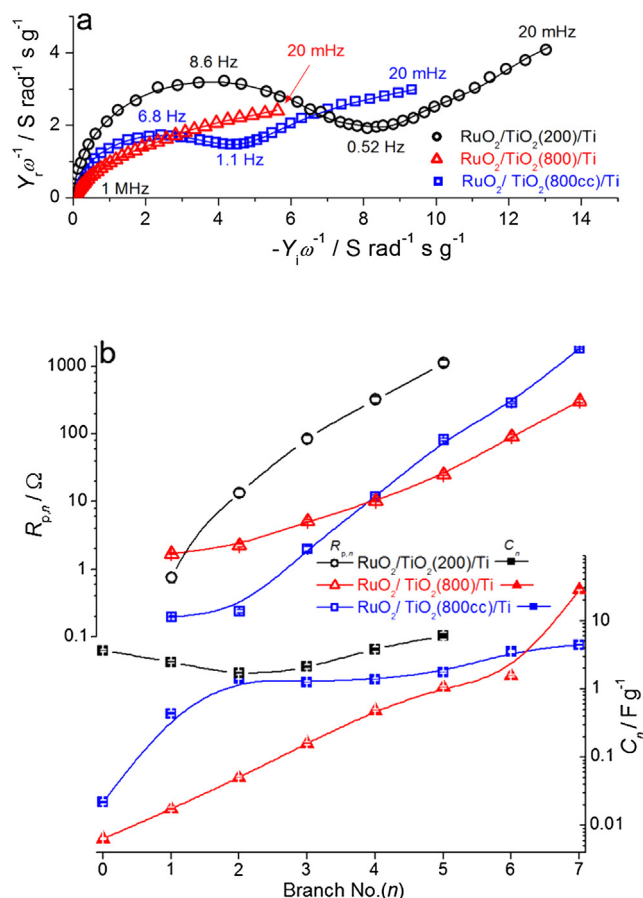 a
4
2
0
Yᵣω⁻¹ / S rad⁻¹ s g⁻¹
8.6 Hz
20 mHz
20 mHz
20 mHz
6.8 Hz
1.1 Hz
0.52 Hz
1 MHz
RuO₂/TiO₂(200)/Ti
RuO₂/TiO₂(800)/Ti
RuO₂/ TiO₂(800cc)/Ti
0 2 4 6 8 10 12 14
-Yᵢω⁻¹ / S rad⁻¹ s g⁻¹
b
1000
100
10
1
0.1
R_p,n / Ω
R_p,n C_n
RuO₂/TiO₂(200)/Ti
RuO₂/ TiO₂(800)/Ti
RuO₂/ TiO₂(800cc)/Ti
10
1
0.1
0.01
C_n / F g⁻¹
0 1 2 3 4 5 6 7
Branch No.(n)